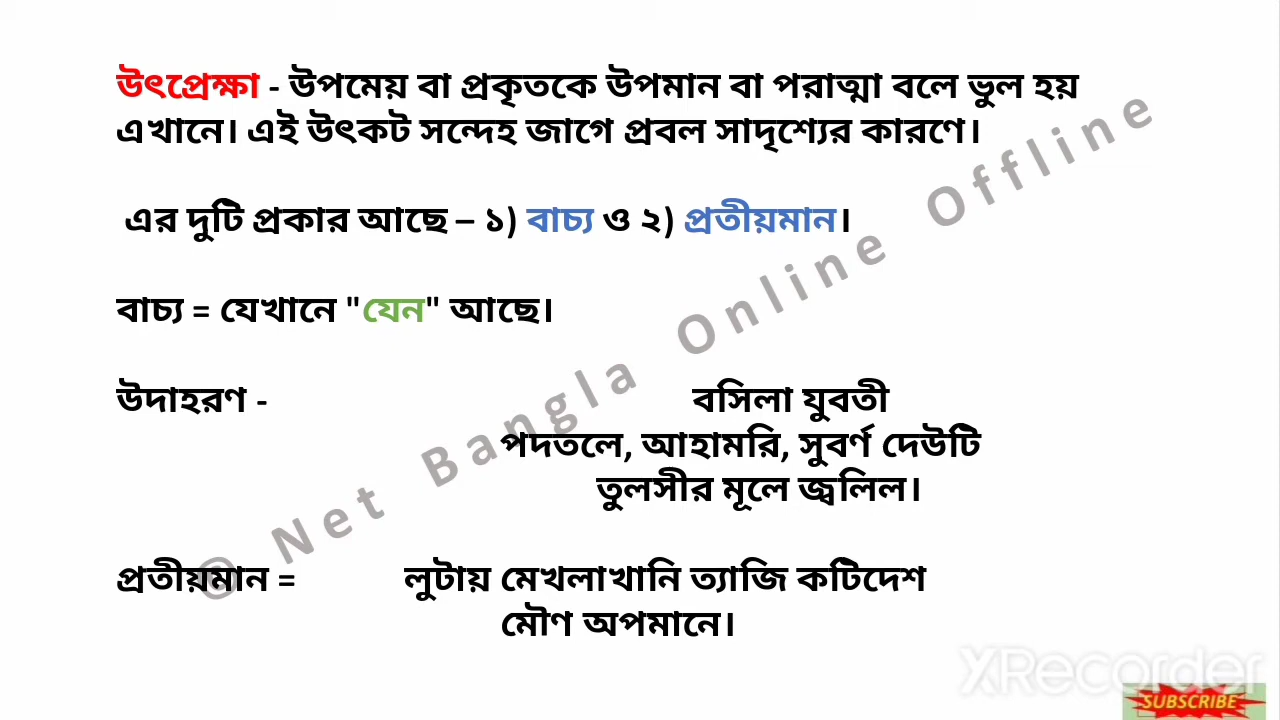 উৎপ্রেক্ষা - উপমেয় বা প্রকৃতকে উপমান বা পরাত্মা বলে ভুল হয়
এখানে। এই উৎকট সন্দেহ জাগে প্রবল সাদৃশ্যের কারণে।
এর দুটি প্রকার আছে – ১) বাচ্য ও ২) প্রতীয়মান।
বাচ্য = যেখানে "যেন" আছে।
উদাহরণ - বসিলা যুবতী
পদতলে, আহামরি, সুবর্ণ দেউটি
তুলসীর মূলে জ্বলিল।
প্রতীয়মান = লুটায় মেখলাখানি ত্যাজি কটিদেশ
মৌণ অপমানে।
© Net Bangla Online Offline
XRecorder
SUBSCRIBE